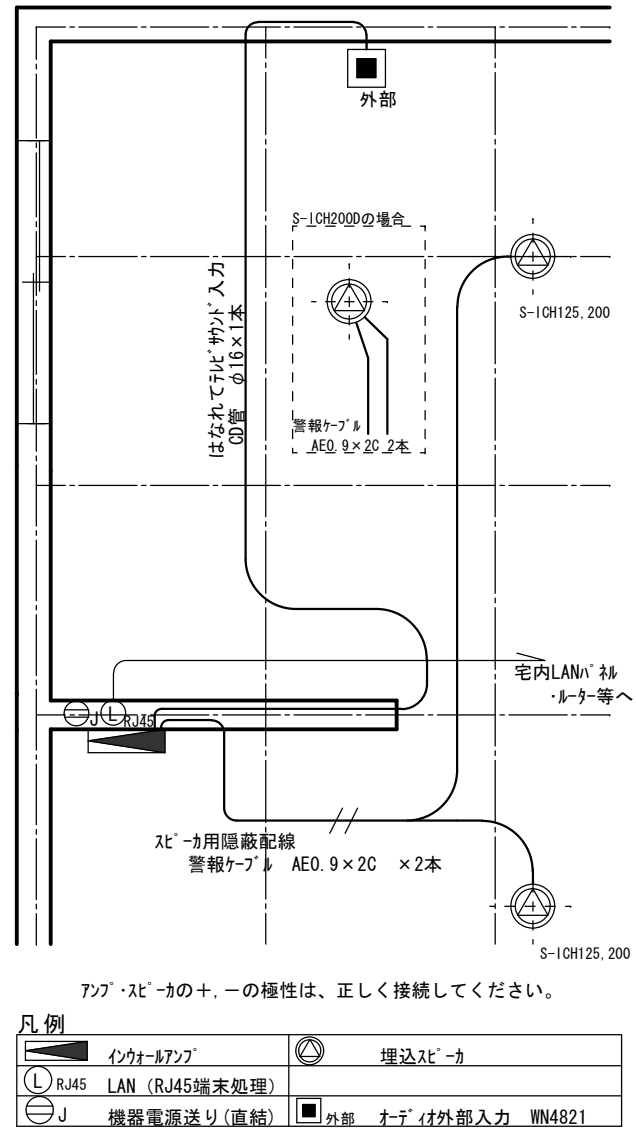 外部
S-ICH200Dの場合
はなれてﾃﾚﾋﾞｻｳﾝﾄﾞ入力
CD管 φ16×1本
S-ICH125,200
警報ｹｰﾌﾞﾙ
AE0.9×2C 2本
宅内LANﾊﾟﾈﾙ
・ﾙｰﾀｰ等へ
J
L
RJ45
ｽﾋﾟｰｶ用隠蔽配線
警報ｹｰﾌﾞﾙ AE0.9×2C ×2本
S-ICH125,200
ｱﾝﾌﾟ･ｽﾋﾟｰｶの＋,－の極性は、正しく接続してください。
凡例
ｲﾝｳｫｰﾙｱﾝﾌﾟ 埋込ｽﾋﾟｰｶ
L RJ45 LAN（RJ45端末処理）
J 機器電源送り(直結) 外部 ｵｰﾃﾞｨｵ外部入力 WN4821